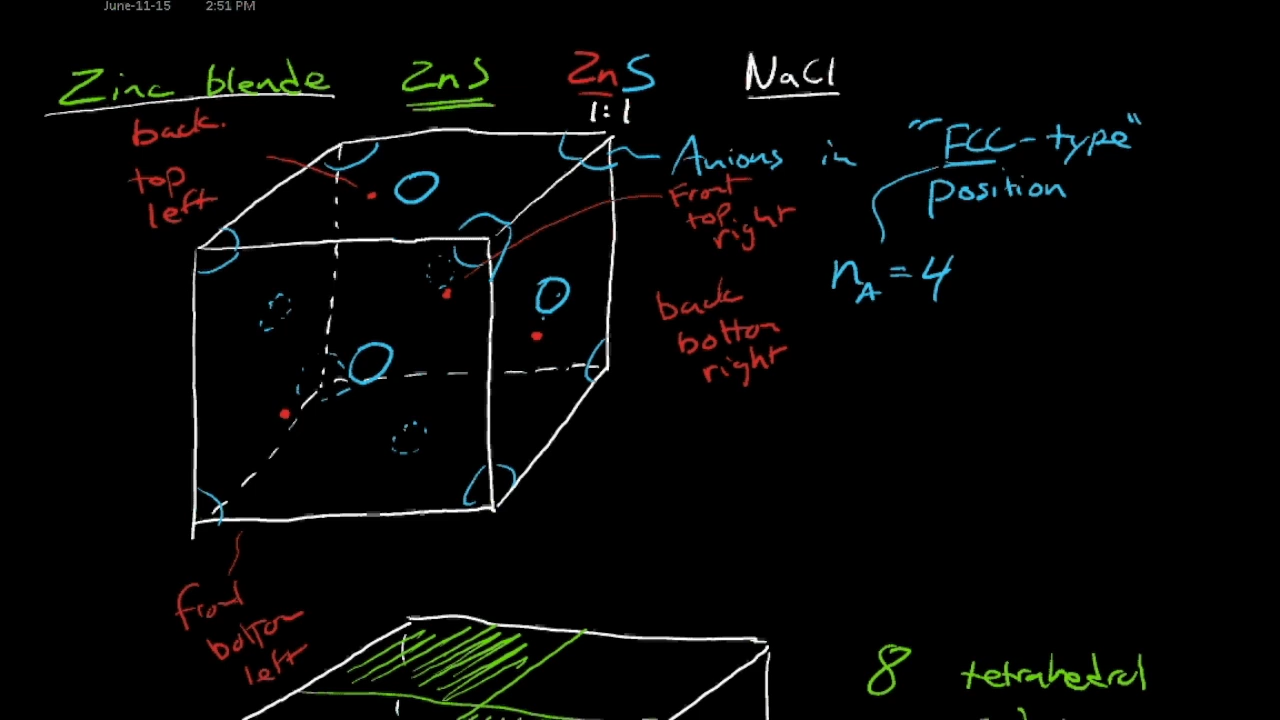 June-11-15 2:51 PM
Zinc blende ZnS ZnS NaCl
1:1
back.
top
left
Anions in "FCC-type"
position
n_A = 4
Front
top
right
back
bottom
right
front
bottom
left
8 tetrahedral